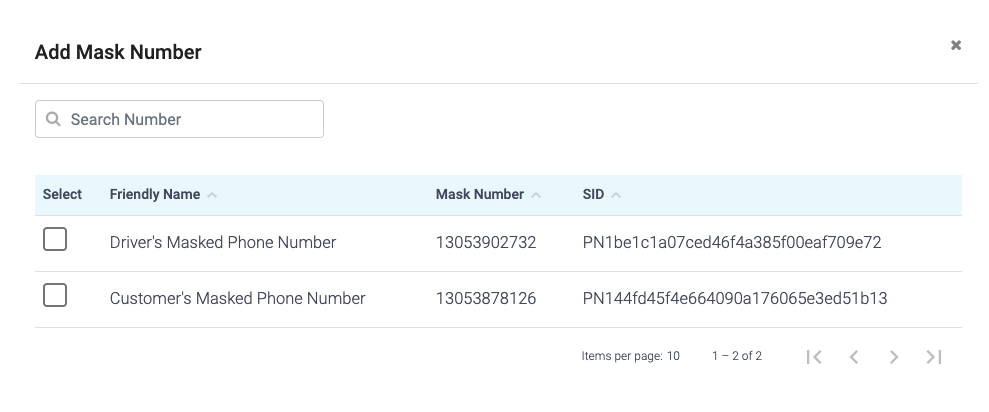 Add Mask Number
Search Number
Select Friendly Name Mask Number SID
Driver's Masked Phone Number 13053902732 PN1be1c1a07ced46f4a385f00eaf709e72
Customer's Masked Phone Number 13053878126 PN144fd45f4e664090a176065e3ed51b13
Items per page: 10 1 – 2 of 2